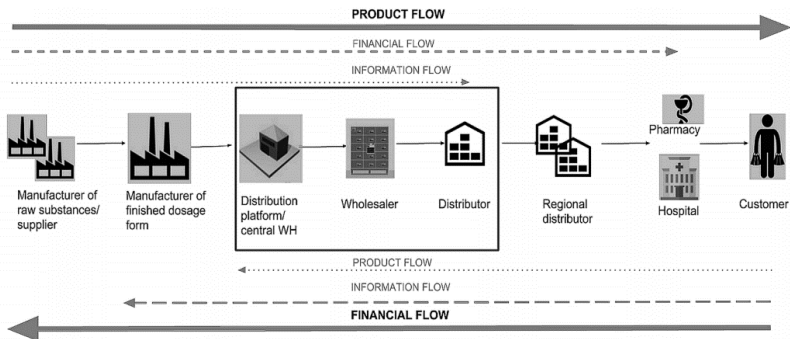 PRODUCT FLOW
FINANCIAL FLOW
INFORMATION FLOW
Manufacturer of
raw substances/
supplier
Manufacturer of
finished dosage
form
Distribution
platform/
central WH
Wholesaler
Distributor
Regional
distributor
Pharmacy
Hospital
Customer
PRODUCT FLOW
INFORMATION FLOW
FINANCIAL FLOW